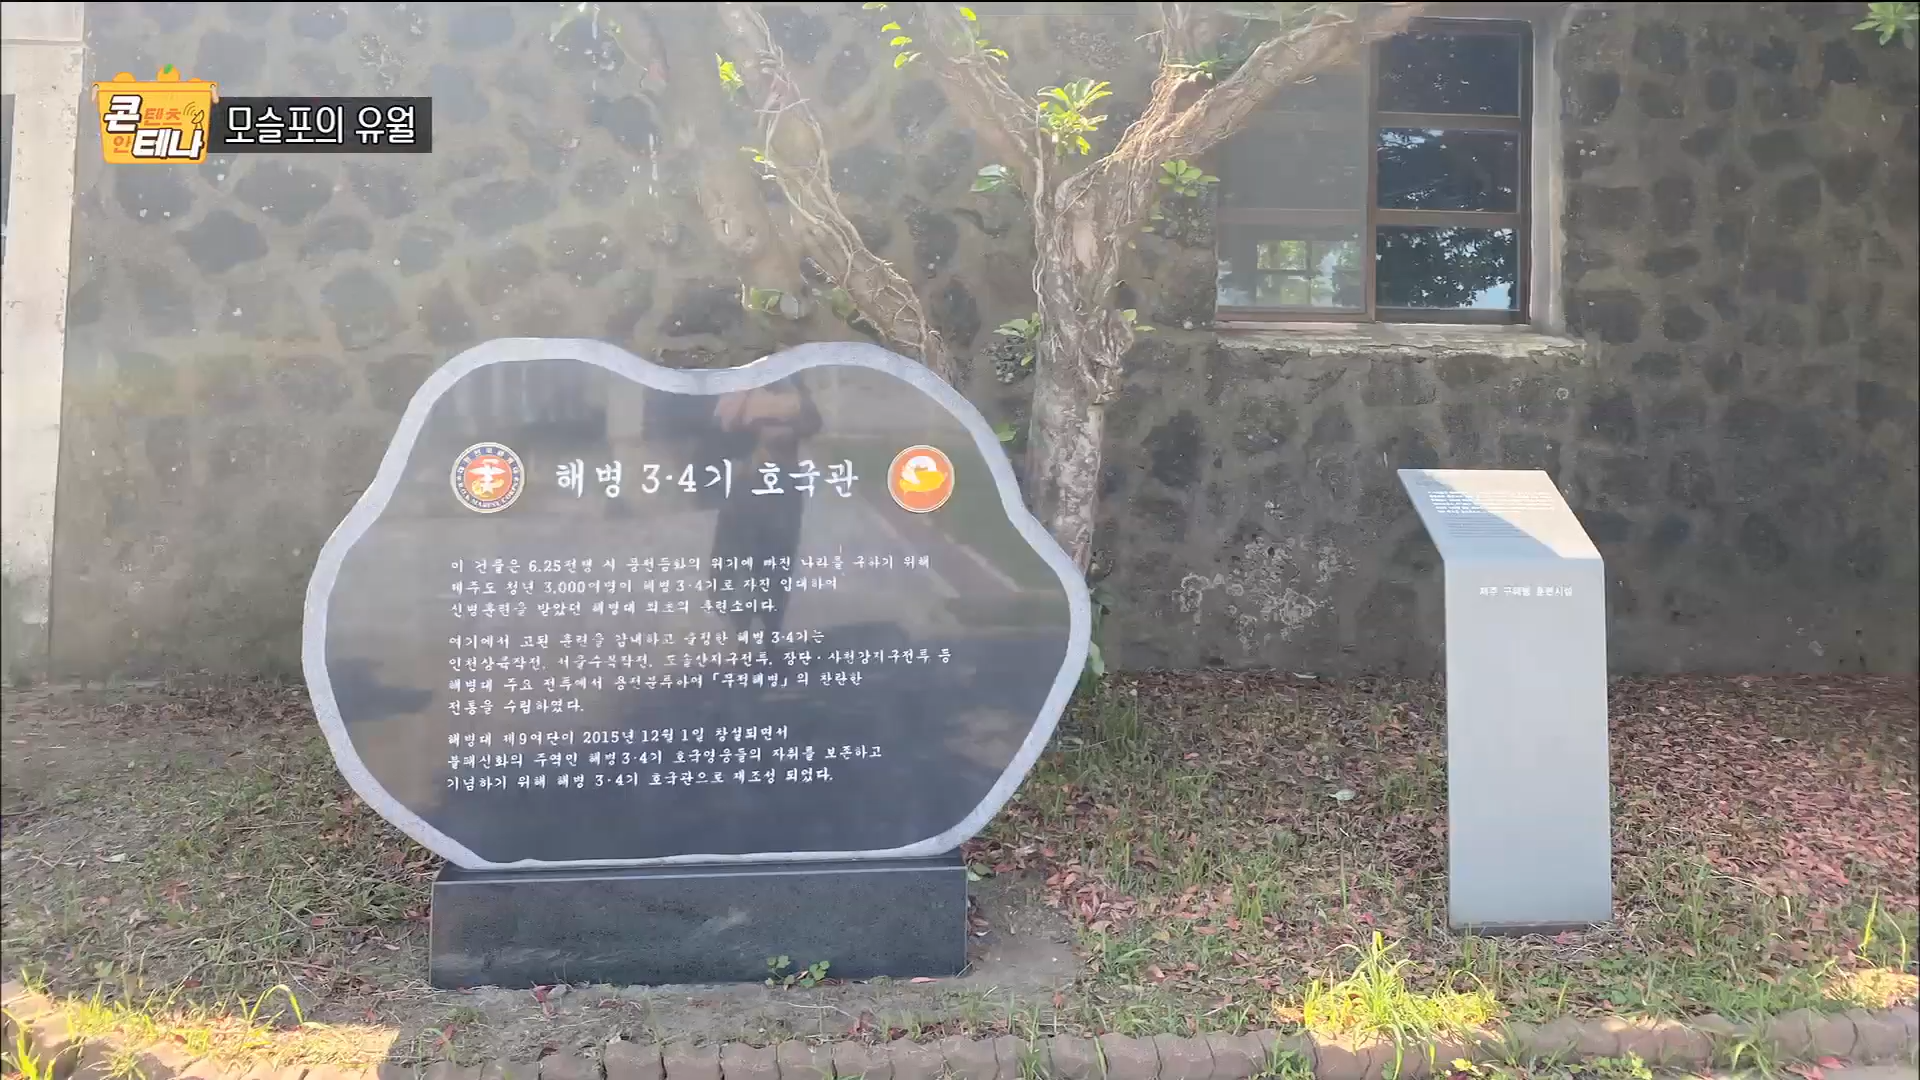 콘텐츠
안테나
모슬포의 유월
해병 3·4기 호국관
이 건물은 6.25전쟁 시 풍전등화의 위기에 빠진 나라를 구하기 위해
제주도 청년 3,000여명이 해병3·4기로 자진 입대하여
신병훈련을 받았던 해병대 최초의 훈련소이다.
여기에서 고된 훈련을 감내하고 출정한 해병 3·4기는
인천상륙작전, 서울수복작전, 도솔산지구전투, 장단·사천강지구전투 등
해병대 주요 전투에서 용전분투하여 「무적해병」의 찬란한
전통을 수립하였다.
해병대 제9여단이 2015년 12월 1일 창설되면서
불패신화의 주역인 해병3·4기 호국영웅들의 자취를 보존하고
기념하기 위해 해병 3·4기 호국관으로 재조성 되었다.
제주 구해병 훈련시설